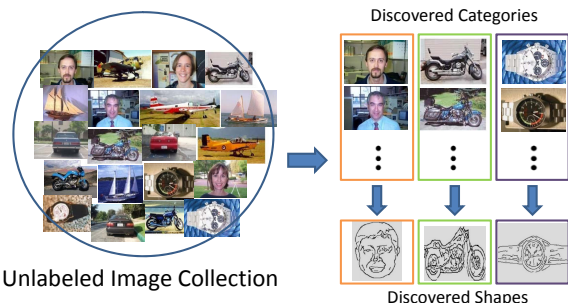 Discovered Categories
Unlabeled Image Collection
Discovered Shapes